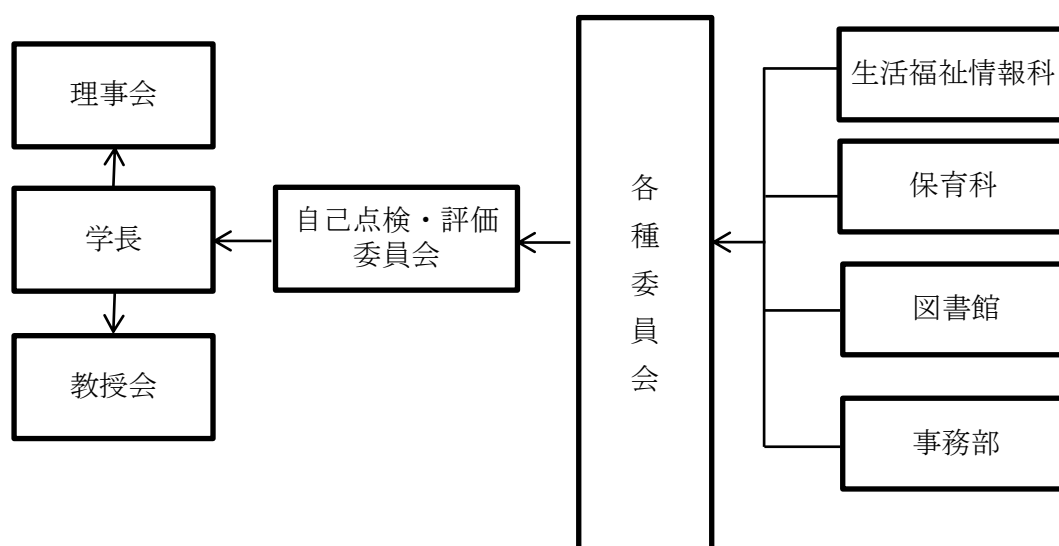 理事会
学長
教授会
自己点検・評価
委員会
各種委員会
生活福祉情報科
保育科
図書館
事務部